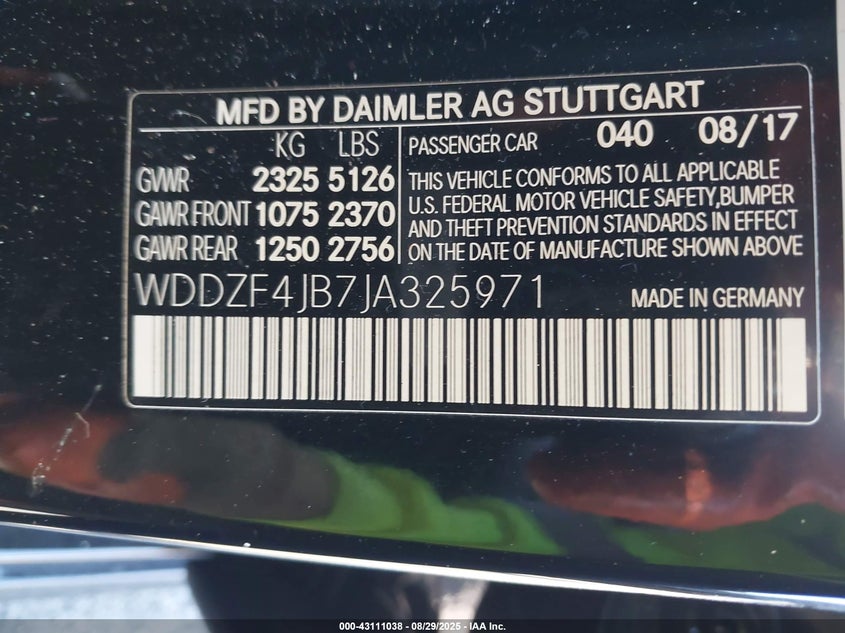 MFD BY DAIMLER AG STUTTGART
KG LBS
GVWR 2325 5126
GAWR FRONT 1075 2370
GAWR REAR 1250 2756
PASSENGER CAR 040 08/17
THIS VEHICLE CONFORMS TO ALL APPLICABLE
U.S. FEDERAL MOTOR VEHICLE SAFETY,BUMPER
AND THEFT PREVENTION STANDARDS IN EFFECT
ON THE DATE OF MANUFACTURE SHOWN ABOVE
WDDZF4JB7JA325971
MADE IN GERMANY
000-43111038 - 08/29/2025 - IAA Inc.